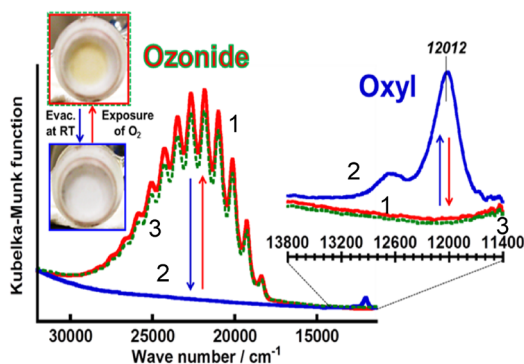 Ozonide
12012
Oxyl
Evac.
at RT
Exposure
of O2
1
2
3
2
1
3
13800 12600 12000 11400
Kubelka-Munk function
30000 25000 20000 15000
Wave number / cm-1